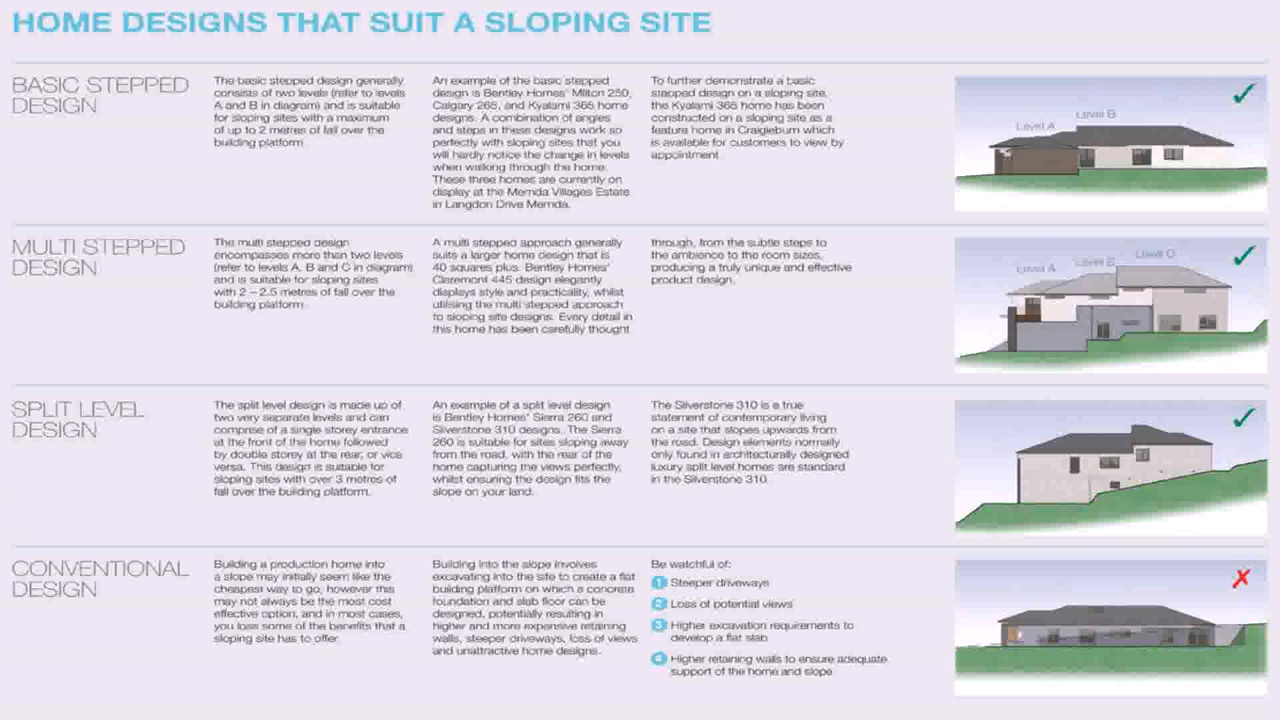 HOME DESIGNS THAT SUIT A SLOPING SITE
BASIC STEPPED
DESIGN
The basic stepped design generally
consists of two levels (refer to levels
A and B in diagram) and is suitable
for sloping sites with a maximum
of up to 2 metres of fall over the
building platform.
An example of the basic stepped
design is Bentley Homes' Milton 250,
Calgary 265, and Kyalami 365 home
designs. A combination of angles
and steps in these designs work so
perfectly with sloping sites that you
will hardly notice the change in levels
when walking through the home.
These three homes are currently on
display at the Mernda Villages Estate
in Langdon Drive Mernda.
To further demonstrate a basic
stepped design on a sloping site,
the Kyalami 365 home has been
constructed on a sloping site as a
feature home in Craigieburn which
is available for customers to view by
appointment.
Level A
Level B
MULTI STEPPED
DESIGN
The multi stepped design
encompasses more than two levels
(refer to levels A, B and C in diagram)
and is suitable for sloping sites
with 2 – 2.5 metres of fall over the
building platform.
A multi stepped approach generally
suits a larger home design that is
40 squares plus. Bentley Homes'
Claremont 445 design elegantly
displays style and practicality, whilst
utilising the multi stepped approach
to sloping site designs. Every detail in
this home has been carefully thought
through, from the subtle steps to
the ambience to the room sizes,
producing a truly unique and effective
product design.
Level A
Level B
Level C
SPLIT LEVEL
DESIGN
The split level design is made up of
two very separate levels and can
comprise of a single storey entrance
at the front of the home followed
by double storey at the rear, or vice
versa. This design is suitable for
sloping sites with over 3 metres of
fall over the building platform.
An example of a split level design
is Bentley Homes' Sierra 260 and
Silverstone 310 designs. The Sierra
260 is suitable for sites sloping away
from the road, with the rear of the
home capturing the views perfectly,
whilst ensuring the design fits the
slope on your land.
The Silverstone 310 is a true
statement of contemporary living
on a site that slopes upwards from
the road. Design elements normally
only found in architecturally designed
luxury split level homes are standard
in the Silverstone 310.
CONVENTIONAL
DESIGN
Building a production home into
a slope may initially seem like the
cheapest way to go, however this
may not always be the most cost
effective option, and in most cases,
you lose some of the benefits that a
sloping site has to offer.
Building into the slope involves
excavating into the site to create a flat
building platform on which a concrete
foundation and slab floor can be
designed, potentially resulting in
higher and more expensive retaining
walls, steeper driveways, loss of views
and unattractive home designs.
Be watchful of:
1 Steeper driveways
2 Loss of potential views
3 Higher excavation requirements to
develop a flat slab
4 Higher retaining walls to ensure adequate
support of the home and slope